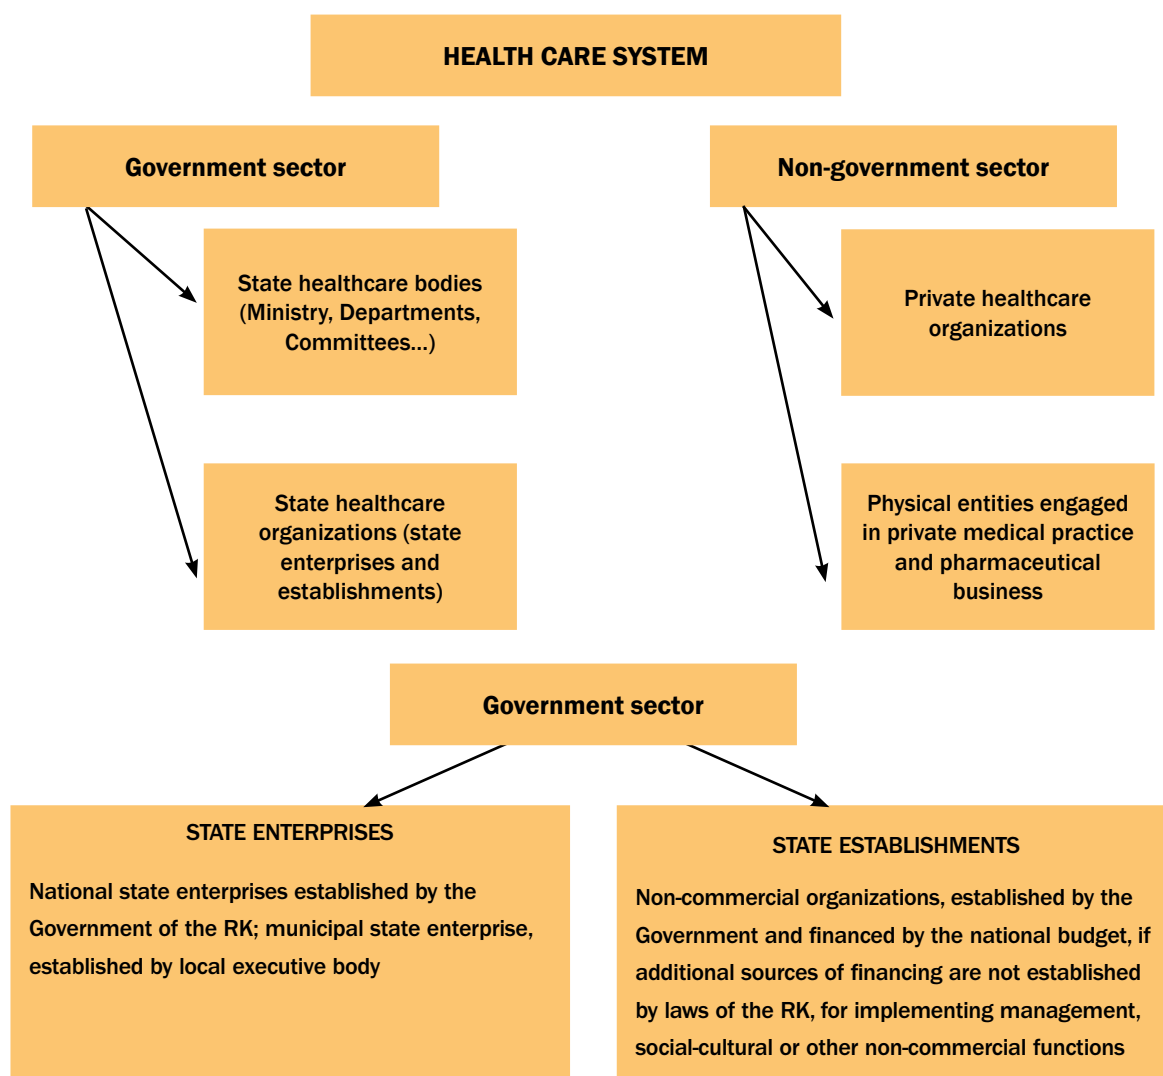 HEALTH CARE SYSTEM
Government sector
Non-government sector
State healthcare bodies
(Ministry, Departments,
Committees...)
Private healthcare
organizations
State healthcare
organizations (state
enterprises and
establishments)
Physical entities engaged
in private medical practice
and pharmaceutical
business
Government sector
STATE ENTERPRISES
National state enterprises established by the
Government of the RK; municipal state enterprise,
established by local executive body
STATE ESTABLISHMENTS
Non-commercial organizations, established by the
Government and financed by the national budget, if
additional sources of financing are not established
by laws of the RK, for implementing management,
social-cultural or other non-commercial functions